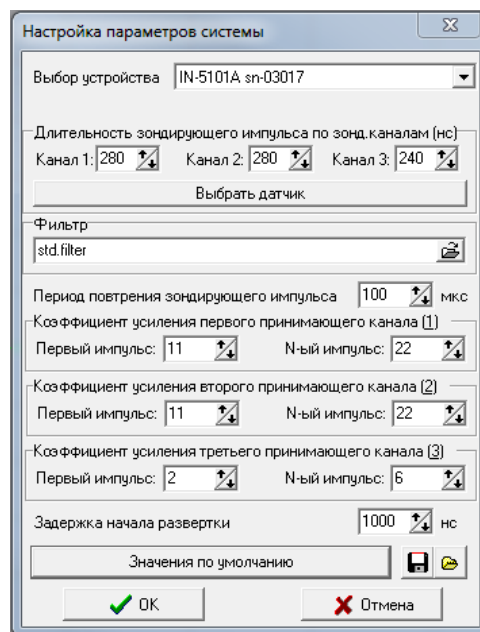 Настройка параметров системы
Выбор устройства IN-5101A sn-03017
Длительность зондирующего импульса по зонд.каналам (нс)
Канал 1: 280 Канал 2: 280 Канал 3: 240
Выбрать датчик
Фильтр
std.filter
Период повтрения зондирующего импульса 100 мкс
Коэффициент усиления первого принимающего канала (1)
Первый импульс: 11 N-ый импульс: 22
Коэффициент усиления второго принимающего канала (2)
Первый импульс: 11 N-ый импульс: 22
Коэффициент усиления третьего принимающего канала (3)
Первый импульс: 2 N-ый импульс: 6
Задержка начала развертки 1000 нс
Значения по умолчанию
OK Отмена